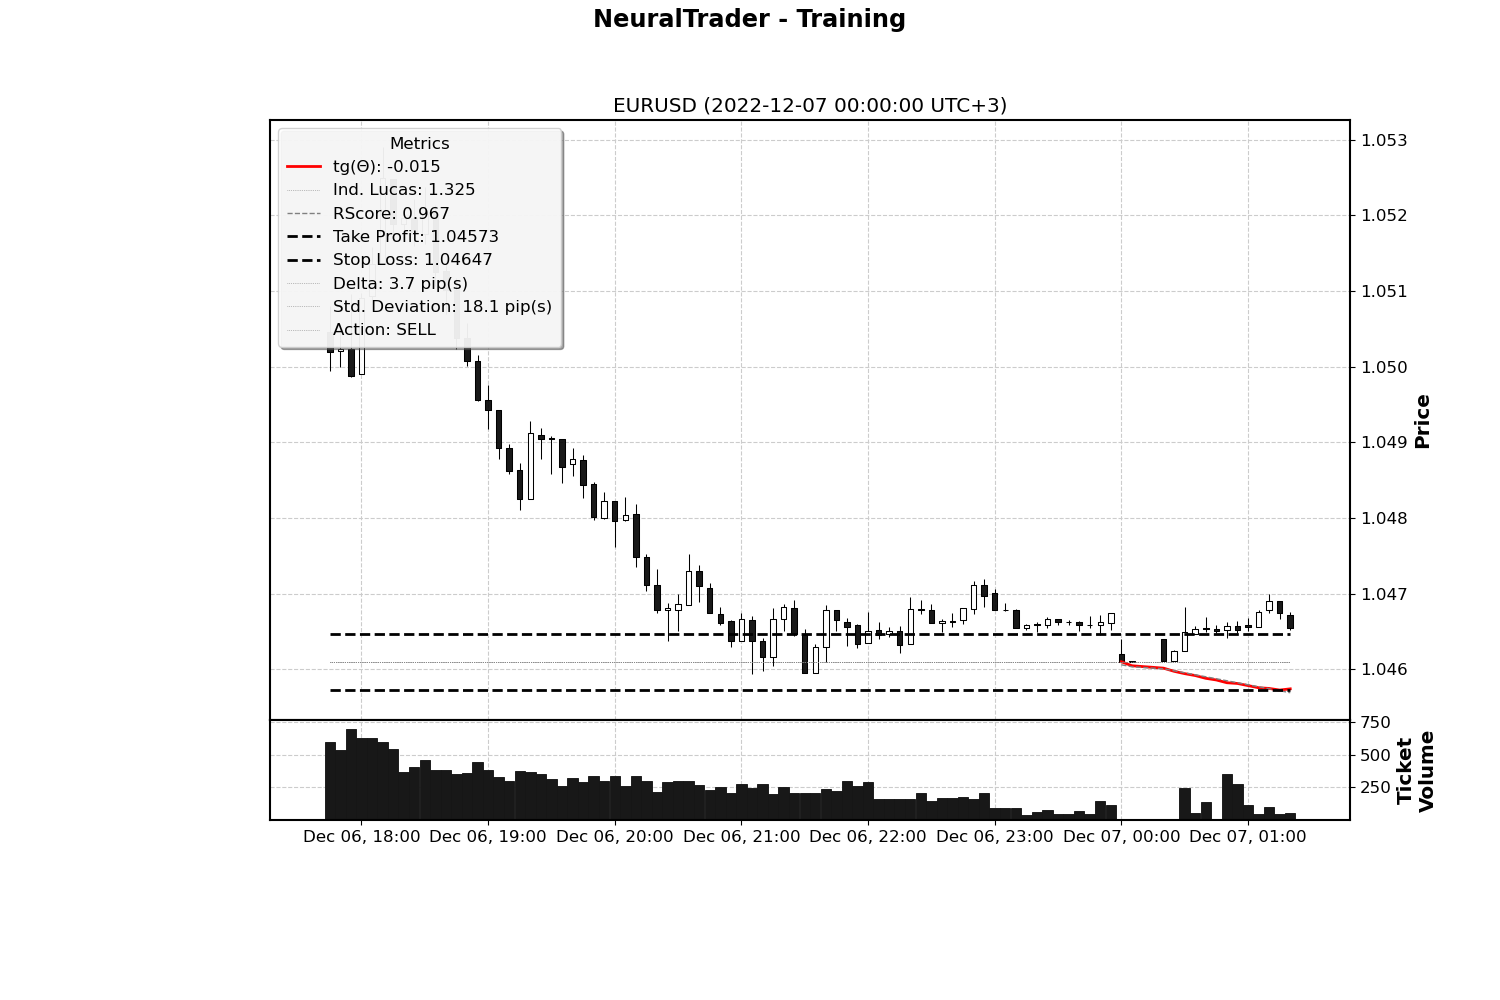 NeuralTrader - Training
EURUSD (2022-12-07 00:00:00 UTC+3)
Metrics
tg(Θ): -0.015
Ind. Lucas: 1.325
RScore: 0.967
Take Profit: 1.04573
Stop Loss: 1.04647
Delta: 3.7 pip(s)
Std. Deviation: 18.1 pip(s)
Action: SELL
1.053
1.052
1.051
1.050
1.049
1.048
1.047
1.046
Price
750
500
250
Ticket
Volume
Dec 06, 18:00 Dec 06, 19:00 Dec 06, 20:00 Dec 06, 21:00 Dec 06, 22:00 Dec 06, 23:00 Dec 07, 00:00 Dec 07, 01:00